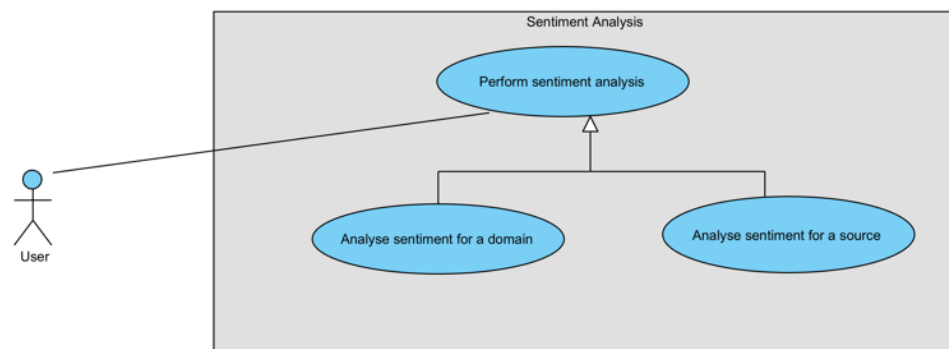 Sentiment Analysis
Perform sentiment analysis
User
Analyse sentiment for a domain
Analyse sentiment for a source